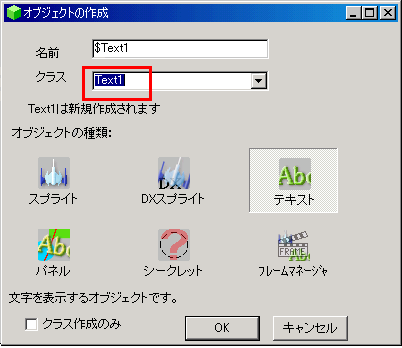 オブジェクトの作成
名前 $Text1
クラス Text1
Text1は新規作成されます
オブジェクトの種類:
スプライト DXスプライト テキスト
パネル シークレット フレームマネージャ
文字を表示するオブジェクトです。
クラス作成のみ OK キャンセル